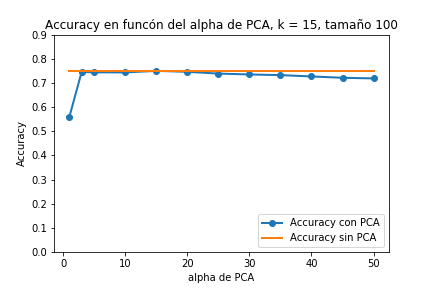 Accuracy en funcón del alpha de PCA, k = 15, tamaño 100
0.9
0.8
0.7
0.6
0.5
0.4
0.3
0.2
0.1
0.0
Accuracy
0 10 20 30 40 50
alpha de PCA
Accuracy con PCA
Accuracy sin PCA